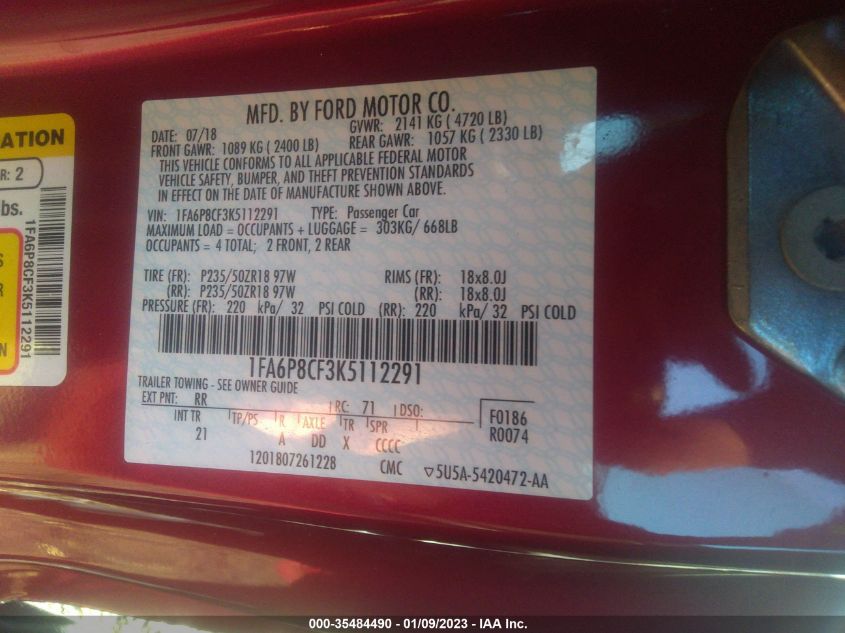 ATION
R: 2
bs.
S
R
N
1FA6P8CF3K5112291
MFD. BY FORD MOTOR CO.
DATE: 07/18 GVWR: 2141 KG ( 4720 LB)
FRONT GAWR: 1089 KG ( 2400 LB) REAR GAWR: 1057 KG ( 2330 LB)
THIS VEHICLE CONFORMS TO ALL APPLICABLE FEDERAL MOTOR
VEHICLE SAFETY, BUMPER, AND THEFT PREVENTION STANDARDS
IN EFFECT ON THE DATE OF MANUFACTURE SHOWN ABOVE.
VIN: 1FA6P8CF3K5112291 TYPE: Passenger Car
MAXIMUM LOAD = OCCUPANTS + LUGGAGE = 303KG/ 668LB
OCCUPANTS = 4 TOTAL; 2 FRONT, 2 REAR
TIRE (FR): P235/50ZR18 97W RIMS (FR): 18x8.0J
(RR): P235/50ZR18 97W (RR): 18x8.0J
PRESSURE (FR): 220 kPa/ 32 PSI COLD (RR): 220 kPa/ 32 PSI COLD
1FA6P8CF3K5112291
TRAILER TOWING - SEE OWNER GUIDE
EXT PNT: RR RC: 71 DSO: F0186
INT TR TP/PS R AXLE TR SPR R0074
21 A DD X CCCC
1201807261228 CMC ▽5U5A-5420472-AA
000-35484490 - 01/09/2023 - IAA Inc.